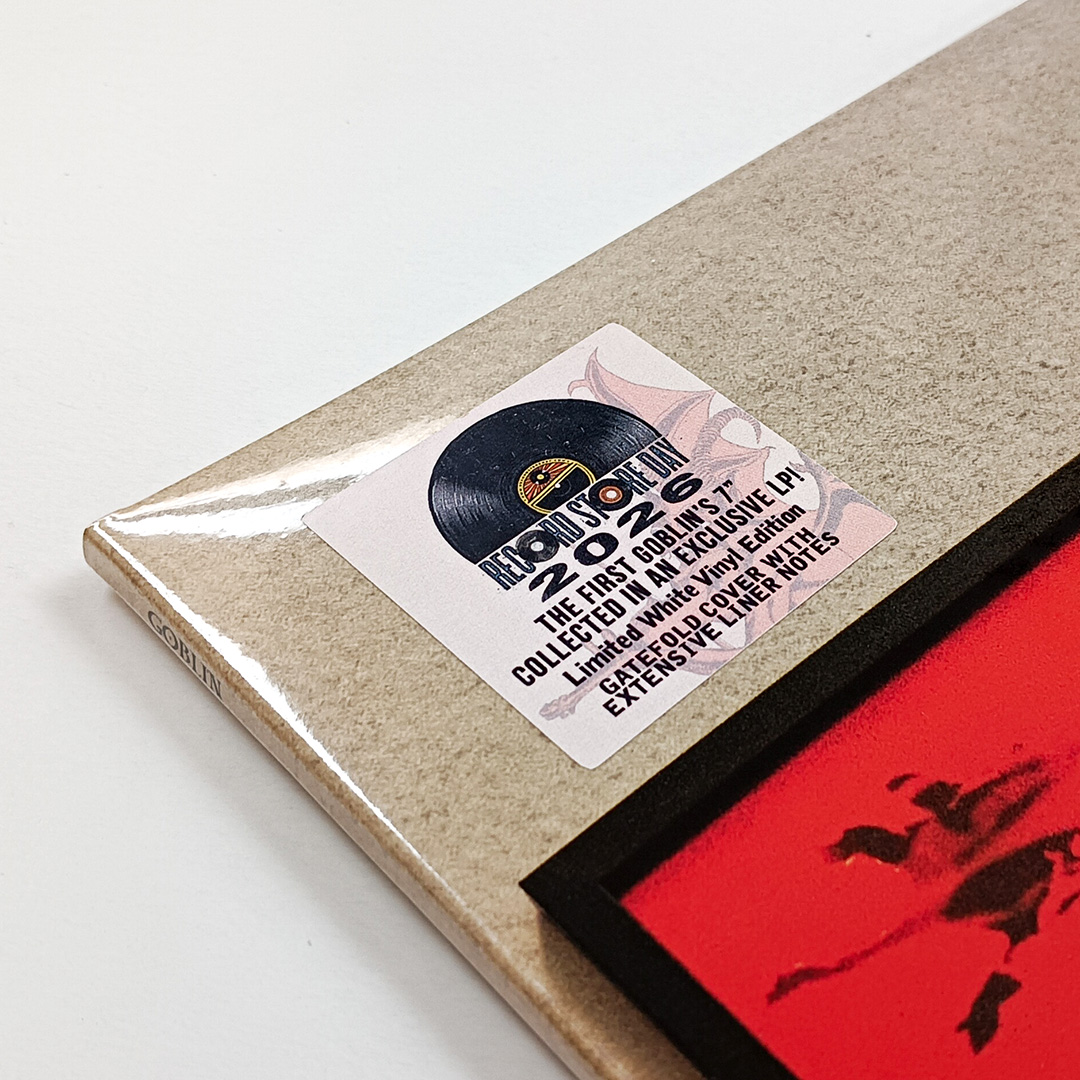 RECORD STORE DAY
2026
THE FIRST GOBLIN'S 7"
COLLECTED IN AN EXCLUSIVE LP!
Limited White Vinyl Edition
GATEFOLD COVER WITH
EXTENSIVE LINER NOTES
GOBLIN